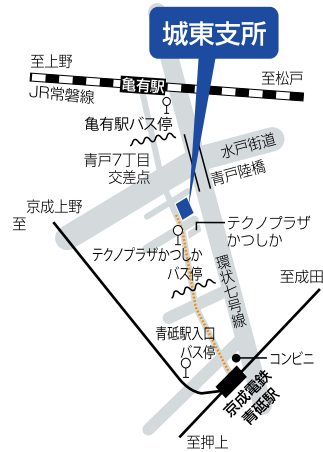 城東支所
至上野
亀有駅
至松戸
JR常磐線
亀有駅バス停
水戸街道
青戸7丁目
交差点
青戸陸橋
京成上野
至
テクノプラザ
かつしか
テクノプラザかつしか
バス停
環状七号線
至成田
青砥駅入口
バス停
コンビニ
京成電鉄
青砥駅
至押上